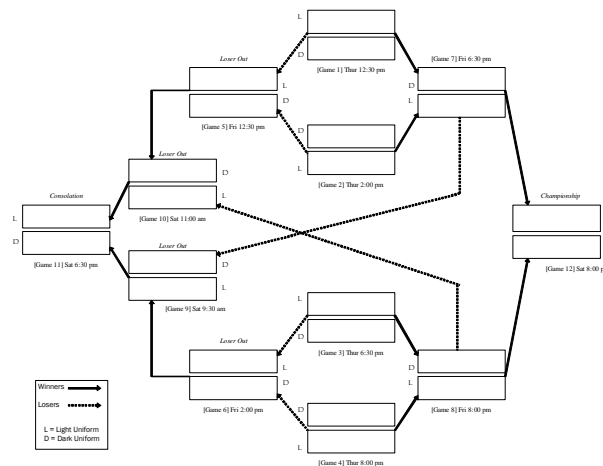 L
D
[Game 1] Thur 12:30 pm
[Game 7] Fri 6:30 pm
Loser Out
L
D
L
D
[Game 5] Fri 12:30 pm
D
L
[Game 2] Thur 2:00 pm
Loser Out
D
L
[Game 10] Sat 11:00 am
Consolation
L
D
[Game 11] Sat 6:30 pm
Championship
[Game 12] Sat 8:00 p
Loser Out
D
L
[Game 9] Sat 9:30 am
L
D
[Game 3] Thur 6:30 pm
Loser Out
L
D
L
D
[Game 6] Fri 2:00 pm
[Game 8] Fri 8:00 pm
D
L
[Game 4] Thur 8:00 pm
Winners
Losers
L = Light Uniform
D = Dark Uniform